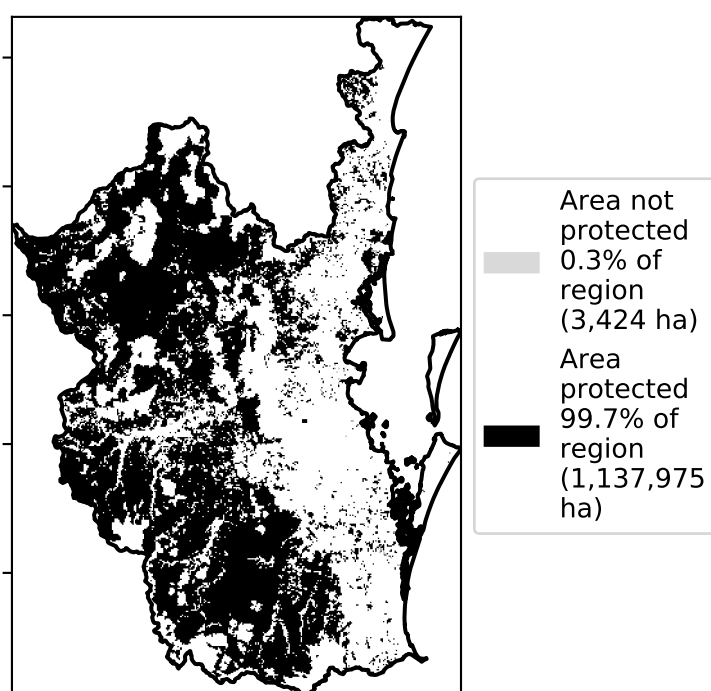 Area not
protected
0.3% of
region
(3,424 ha)
Area
protected
99.7% of
region
(1,137,975
ha)